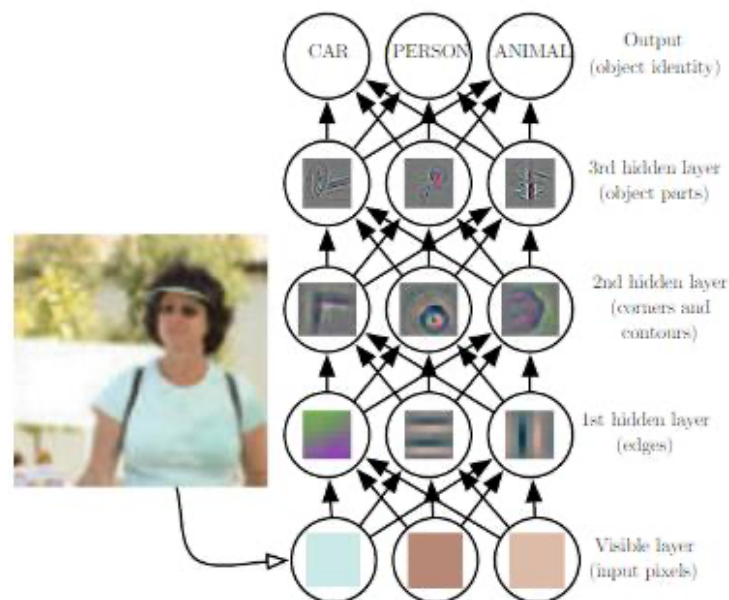 CAR PERSON ANIMAL
Output
(object identity)
3rd hidden layer
(object parts)
2nd hidden layer
(corners and
contours)
1st hidden layer
(edges)
Visible layer
(input pixels)